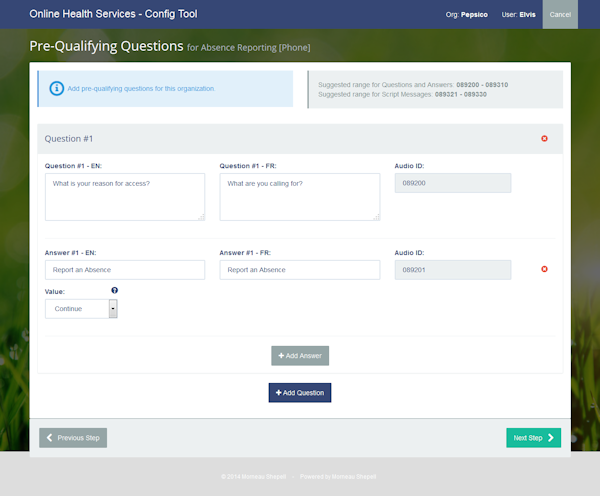 Online Health Services - Config Tool
Org: Pepsico
User: Elvis
Cancel
Pre-Qualifying Questions for Absence Reporting [Phone]
Add pre-qualifying questions for this organization.
Suggested range for Questions and Answers: 089200 - 089310
Suggested range for Script Messages: 089321 - 089330
Question #1
Question #1 - EN:
Question #1 - FR:
Audio ID:
What is your reason for access?
What are you calling for?
089200
Answer #1 - EN:
Answer #1 - FR:
Audio ID:
Report an Absence
Report an Absence
089201
Value:
Continue
Add Answer
Add Question
Previous Step
Next Step
© 2014 Morneau Shepell
Powered by Morneau Shepell